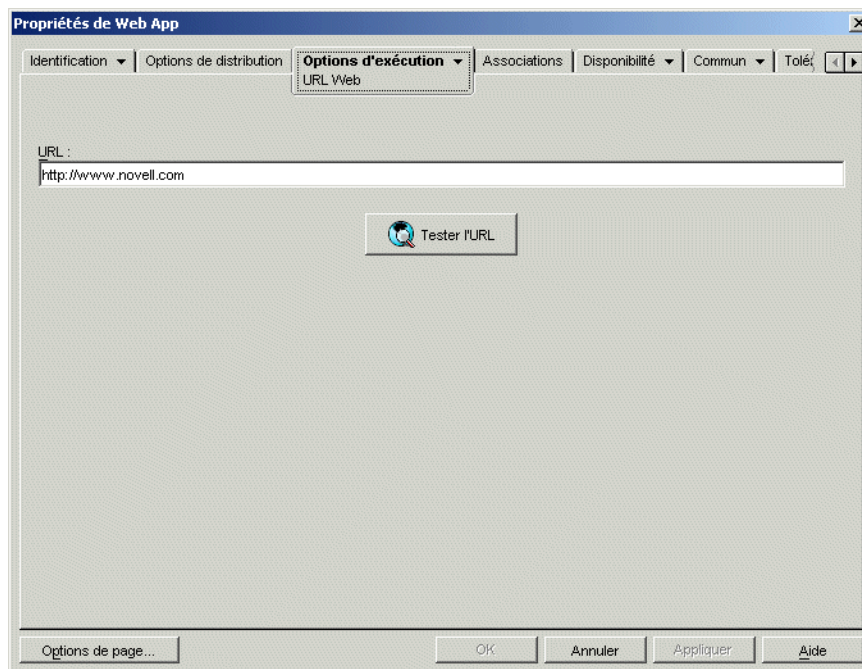 Propriétés de Web App
Identification
Options de distribution
Options d'exécution
Associations
Disponibilité
Commun
URL Web
URL :
http://www.novell.com
Tester l'URL
Options de page...
OK
Annuler
Appliquer
Aide